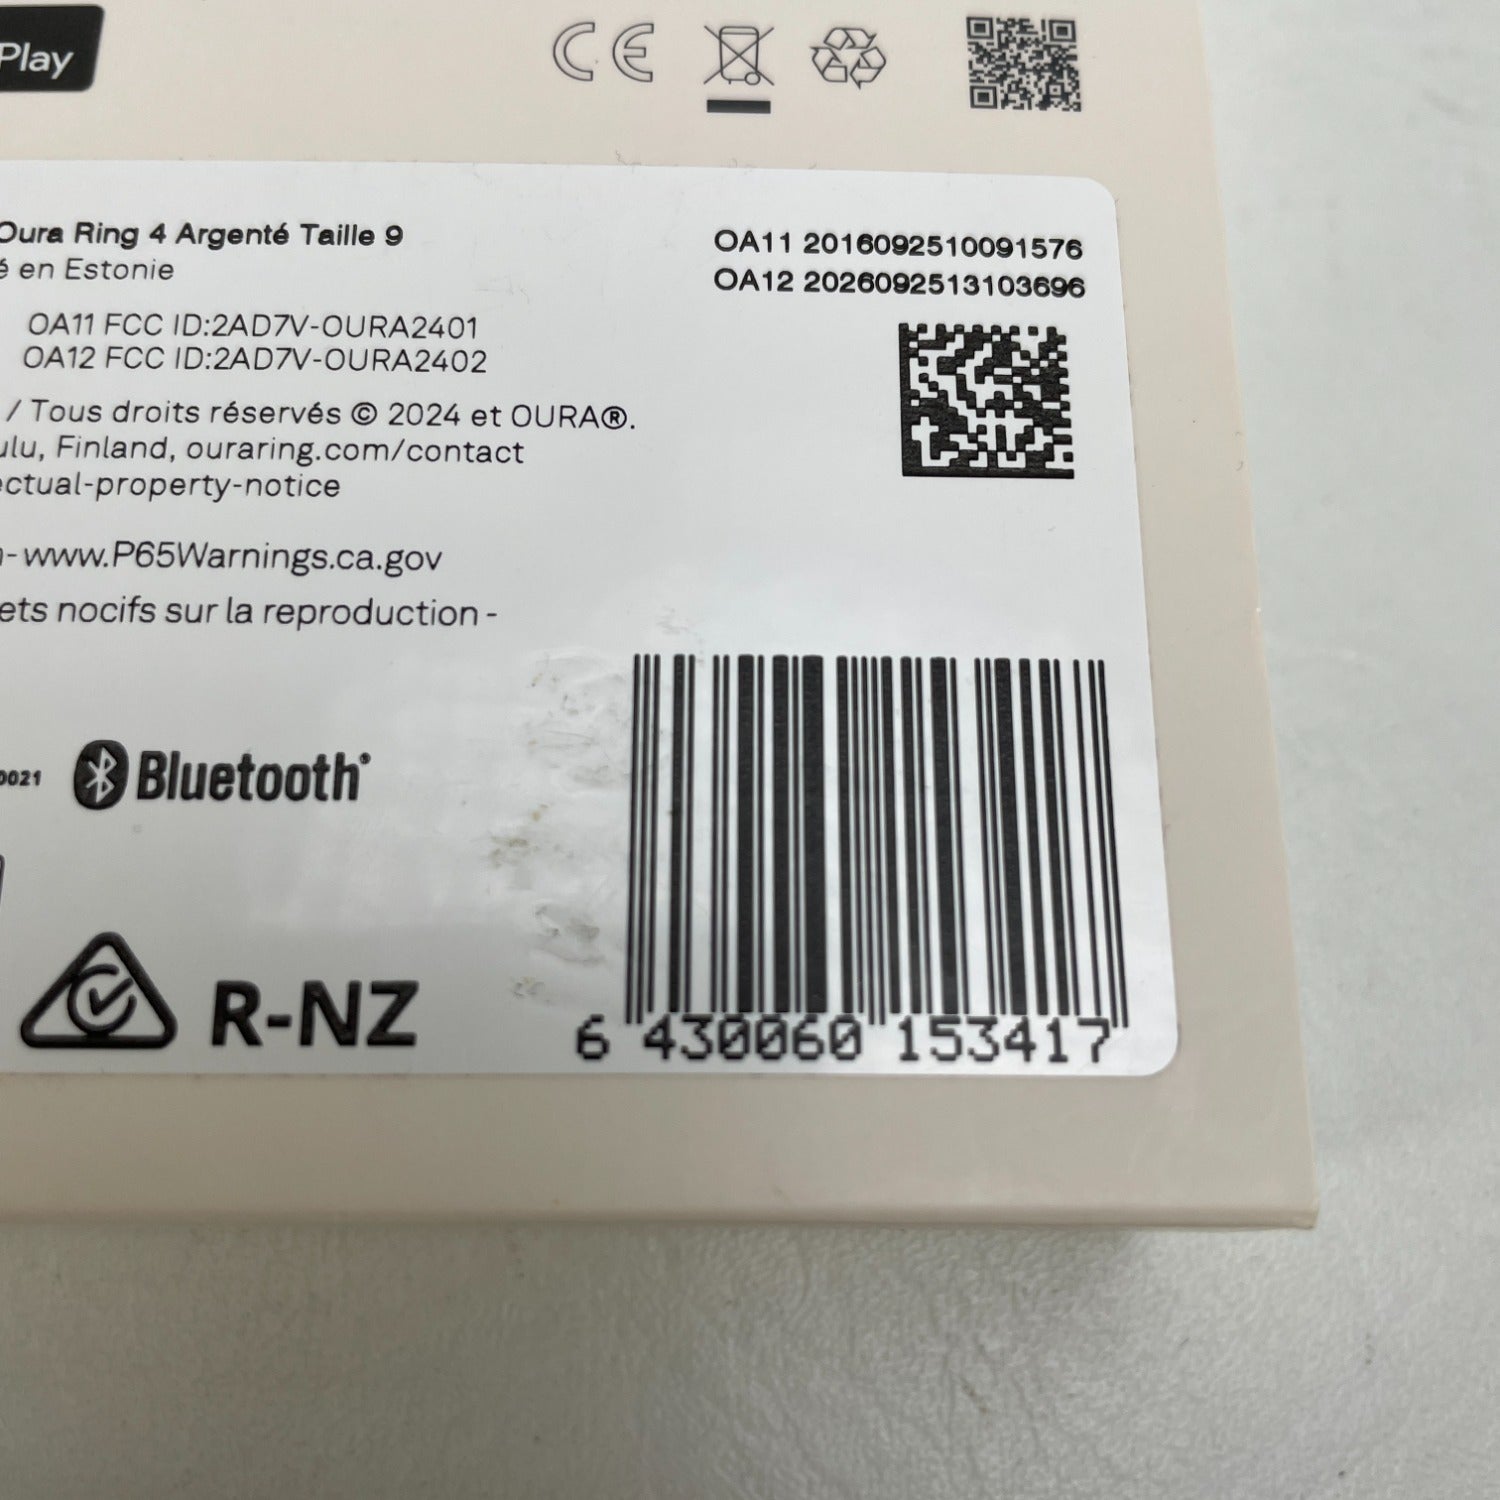 Play
CE
Oura Ring 4 Argenté Taille 9
OA11 2016092510091576
é en Estonie
OA12 2026092513103696
OA11 FCC ID:2AD7V-OURA2401
OA12 FCC ID:2AD7V-OURA2402
/ Tous droits réservés © 2024 et OURA®.
ulu, Finland, ouraring.com/contact
ectual-property-notice
- www.P65Warnings.ca.gov
ets nocifs sur la reproduction -
0021 Bluetooth
R-NZ
6 430060 153417